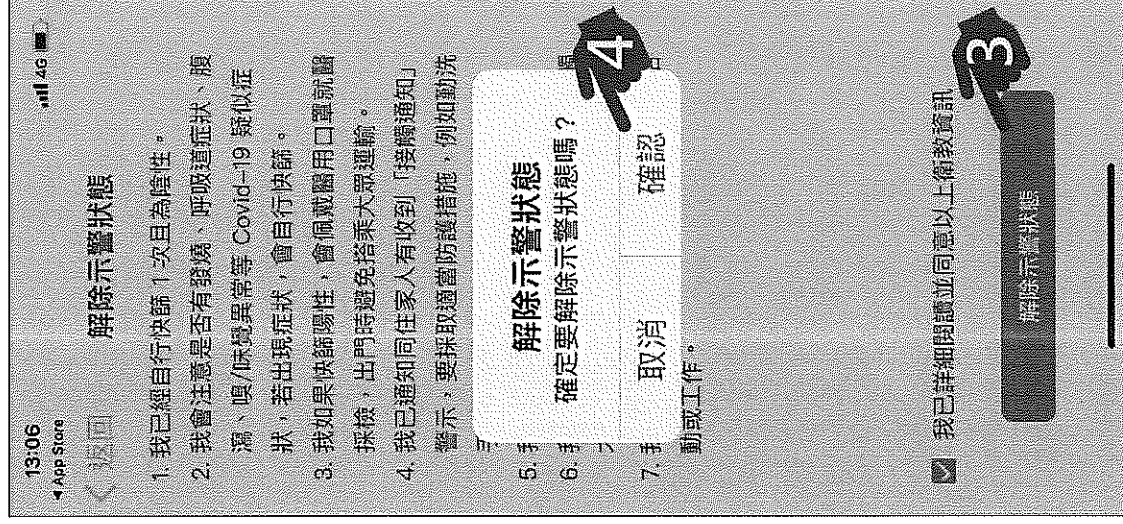 13:06
4G
◀ App Store
返回
解除示警狀態
1. 我已經自行快篩 1 次且為陰性。
2. 我會注意是否有發燒、呼吸道症狀、腹
瀉、嗅/味覺異常等 Covid-19 疑似症
狀，若出現症狀，會自行快篩。
3. 我如果快篩陽性，會佩戴醫用口罩就醫
採檢，出門時避免搭乘大眾運輸。
4. 我已通知同住家人有收到「接觸通知」
警示，要採取適當防護措施，例如勤洗
5. 我
6. 我
7. 我
動或工作。
解除示警狀態
確定要解除示警狀態嗎？
取消
確認
4
我已詳細閱讀並同意以上衛教資訊
解除示警狀態
3